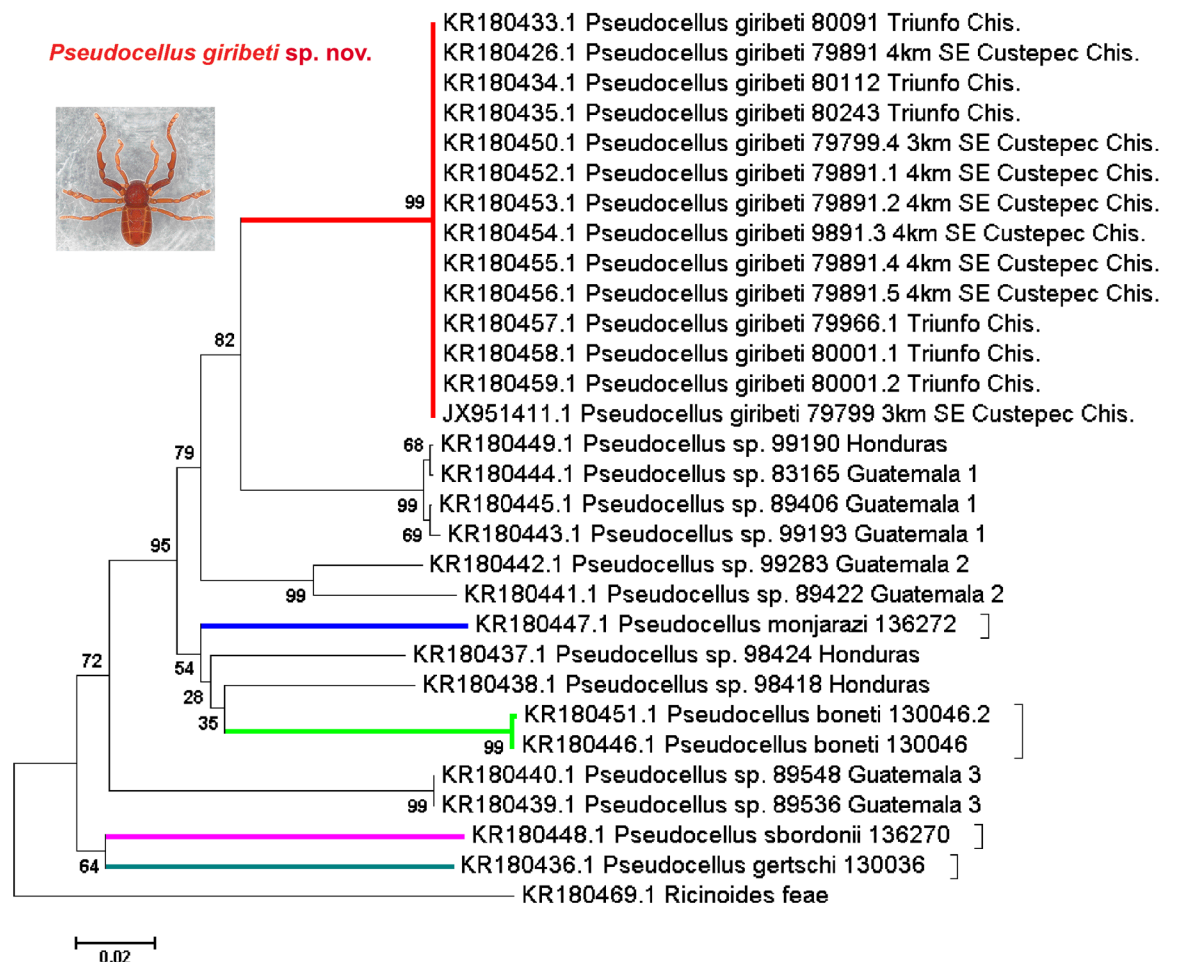 Pseudocellus giribeti sp. nov.
KR180433.1 Pseudocellus giribeti 80091 Triunfo Chis.
KR180426.1 Pseudocellus giribeti 79891 4km SE Custepec Chis.
KR180434.1 Pseudocellus giribeti 80112 Triunfo Chis.
KR180435.1 Pseudocellus giribeti 80243 Triunfo Chis.
KR180450.1 Pseudocellus giribeti 79799.4 3km SE Custepec Chis.
KR180452.1 Pseudocellus giribeti 79891.1 4km SE Custepec Chis.
99
KR180453.1 Pseudocellus giribeti 79891.2 4km SE Custepec Chis.
KR180454.1 Pseudocellus giribeti 9891.3 4km SE Custepec Chis.
KR180455.1 Pseudocellus giribeti 79891.4 4km SE Custepec Chis.
KR180456.1 Pseudocellus giribeti 79891.5 4km SE Custepec Chis.
KR180457.1 Pseudocellus giribeti 79966.1 Triunfo Chis.
82
KR180458.1 Pseudocellus giribeti 80001.1 Triunfo Chis.
KR180459.1 Pseudocellus giribeti 80001.2 Triunfo Chis.
JX951411.1 Pseudocellus giribeti 79799 3km SE Custepec Chis.
68
KR180449.1 Pseudocellus sp. 99190 Honduras
79
KR180444.1 Pseudocellus sp. 83165 Guatemala 1
99
KR180445.1 Pseudocellus sp. 89406 Guatemala 1
69
KR180443.1 Pseudocellus sp. 99193 Guatemala 1
95
KR180442.1 Pseudocellus sp. 99283 Guatemala 2
99
KR180441.1 Pseudocellus sp. 89422 Guatemala 2
KR180447.1 Pseudocellus monjarazi 136272
72
54
KR180437.1 Pseudocellus sp. 98424 Honduras
28
KR180438.1 Pseudocellus sp. 98418 Honduras
35
KR180451.1 Pseudocellus boneti 130046.2
99
KR180446.1 Pseudocellus boneti 130046
KR180440.1 Pseudocellus sp. 89548 Guatemala 3
99
KR180439.1 Pseudocellus sp. 89536 Guatemala 3
KR180448.1 Pseudocellus sbordonii 136270
64
KR180436.1 Pseudocellus gertschi 130036
KR180469.1 Ricinoides feae
0.02